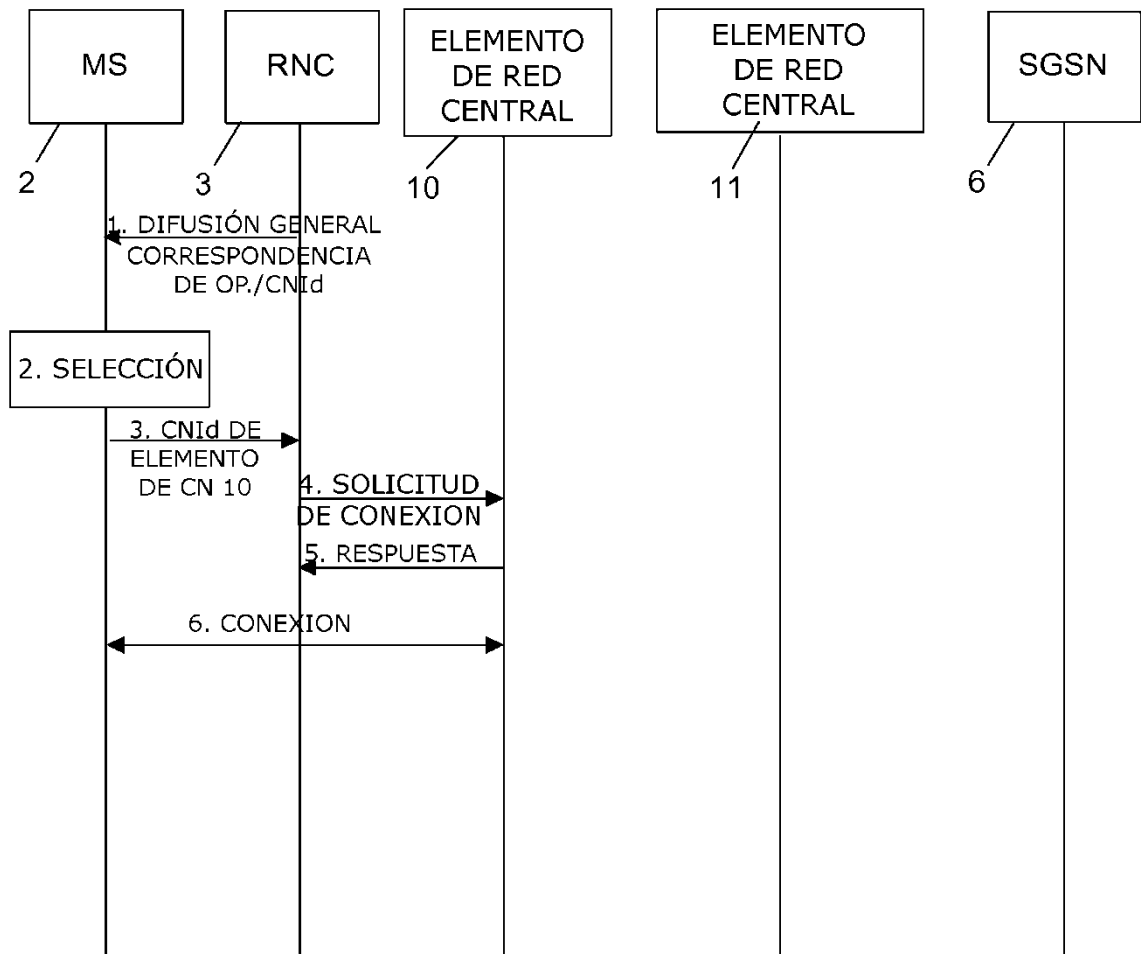 MS
RNC
ELEMENTO
DE RED
CENTRAL
ELEMENTO
DE RED
CENTRAL
SGSN
2
3
10
11
6
1. DIFUSIÓN GENERAL
CORRESPONDENCIA
DE OP./CNId
2. SELECCIÓN
3. CNId DE
ELEMENTO
DE CN 10
4. SOLICITUD
DE CONEXION
5. RESPUESTA
6. CONEXION